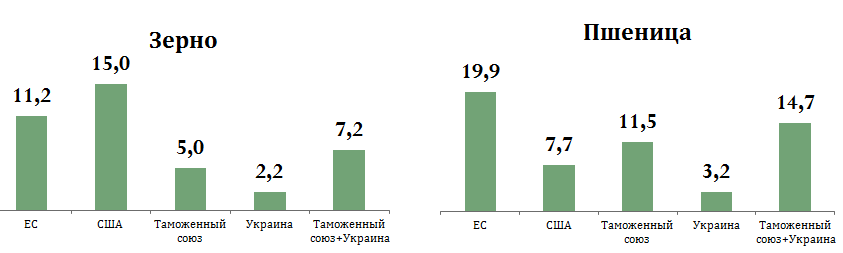 Зерно
15,0
11,2
7,2
5,0
2,2
ЕС
США
Таможенный
союз
Украина
Таможенный
союз+Украина
Пшеница
19,9
14,7
11,5
7,7
3,2
ЕС
США
Таможенный
союз
Украина
Таможенный
союз+Украина